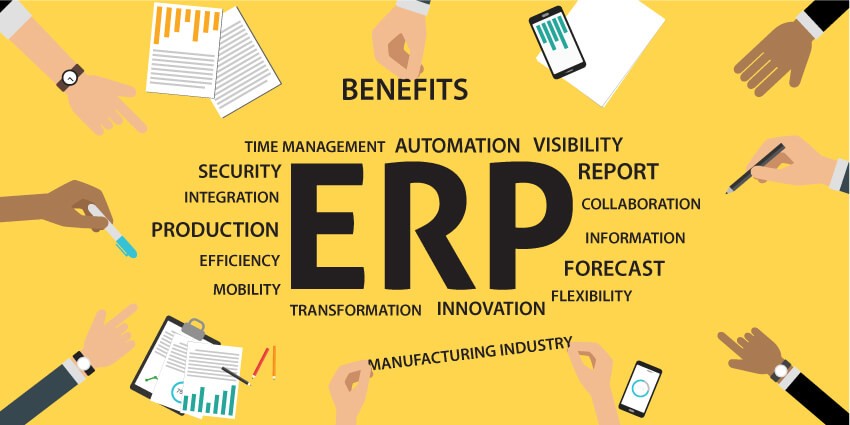 BENEFITS
TIME MANAGEMENT AUTOMATION VISIBILITY
SECURITY
INTEGRATION
PRODUCTION
EFFICIENCY
MOBILITY
ERP
REPORT
COLLABORATION
INFORMATION
FORECAST
FLEXIBILITY
TRANSFORMATION INNOVATION
MANUFACTURING INDUSTRY